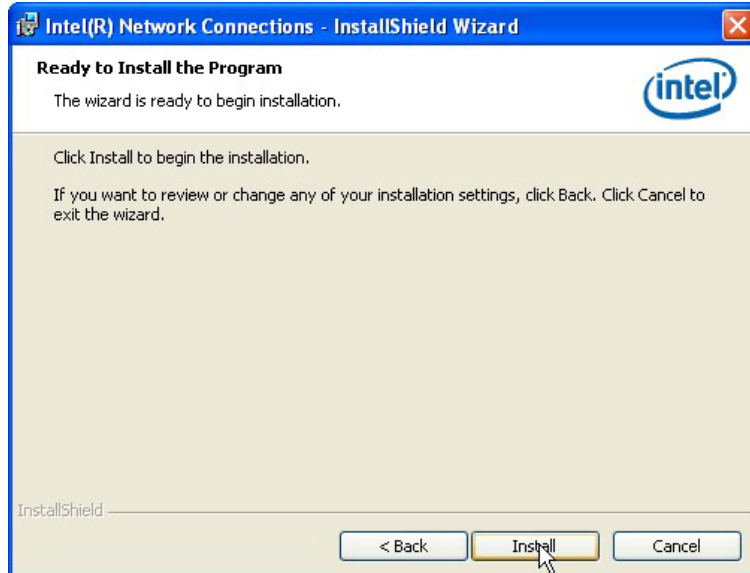 Intel(R) Network Connections - InstallShield Wizard
Ready to Install the Program
The wizard is ready to begin installation.
intel
Click Install to begin the installation.
If you want to review or change any of your installation settings, click Back. Click Cancel to
exit the wizard.
InstallShield
< Back
Install
Cancel